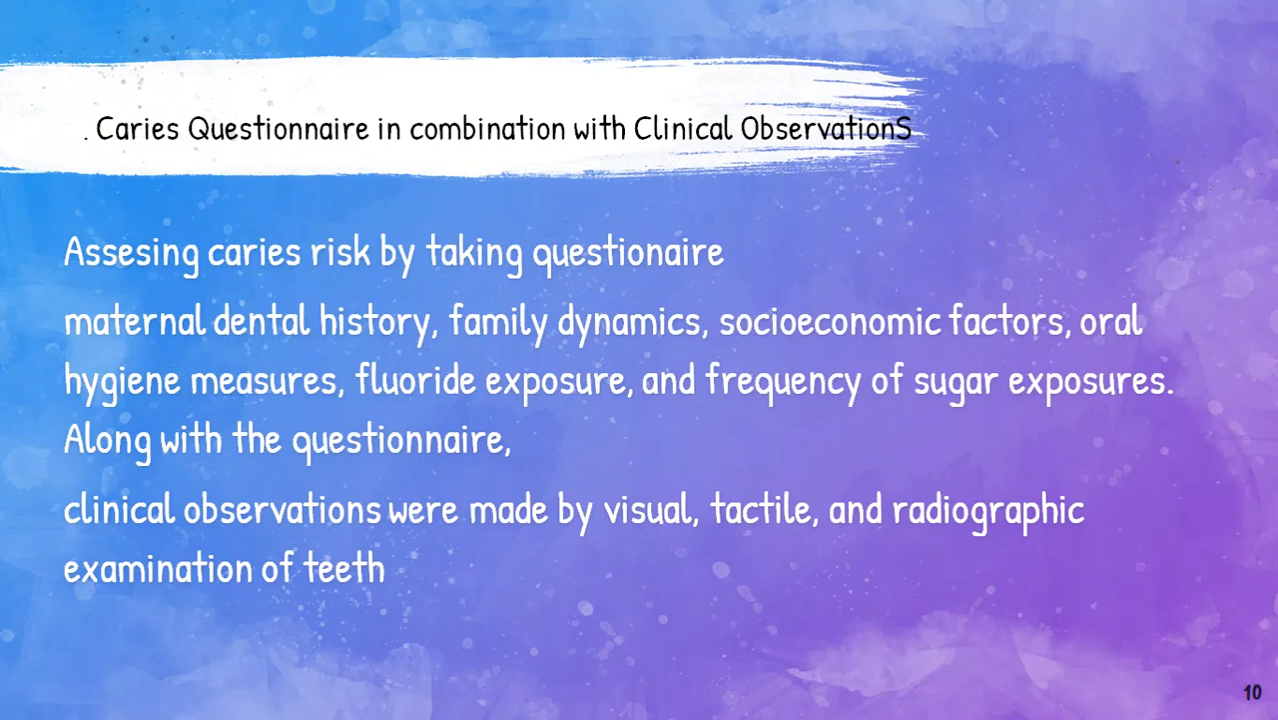 . Caries Questionnaire in combination with Clinical ObservationS
Assesing caries risk by taking questionaire
maternal dental history, family dynamics, socioeconomic factors, oral
hygiene measures, fluoride exposure, and frequency of sugar exposures.
Along with the questionnaire,
clinical observations were made by visual, tactile, and radiographic
examination of teeth
10